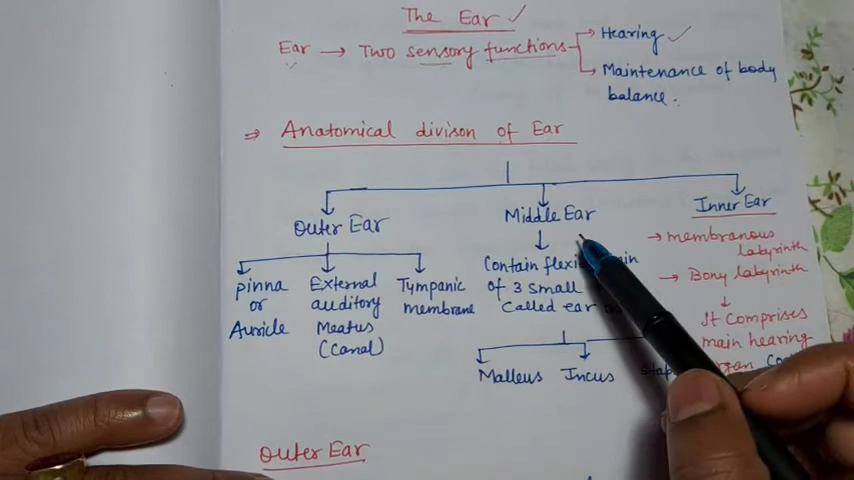 The Ear
Ear → Two sensory functions
Hearing
Maintenance of body
balance.
⇒ Anatomical divison of Ear
Outer Ear
Pinna
or
Auricle
External
auditory
Meatus
(Canal)
Tympanic
membrane
Middle Ear
Contain
of 3 small
Called ear
Malleus
Incus
Inner Ear
→ membranous
labyrinth
→ Bony labyrinth
It comprises
main hearing
Outer Ear